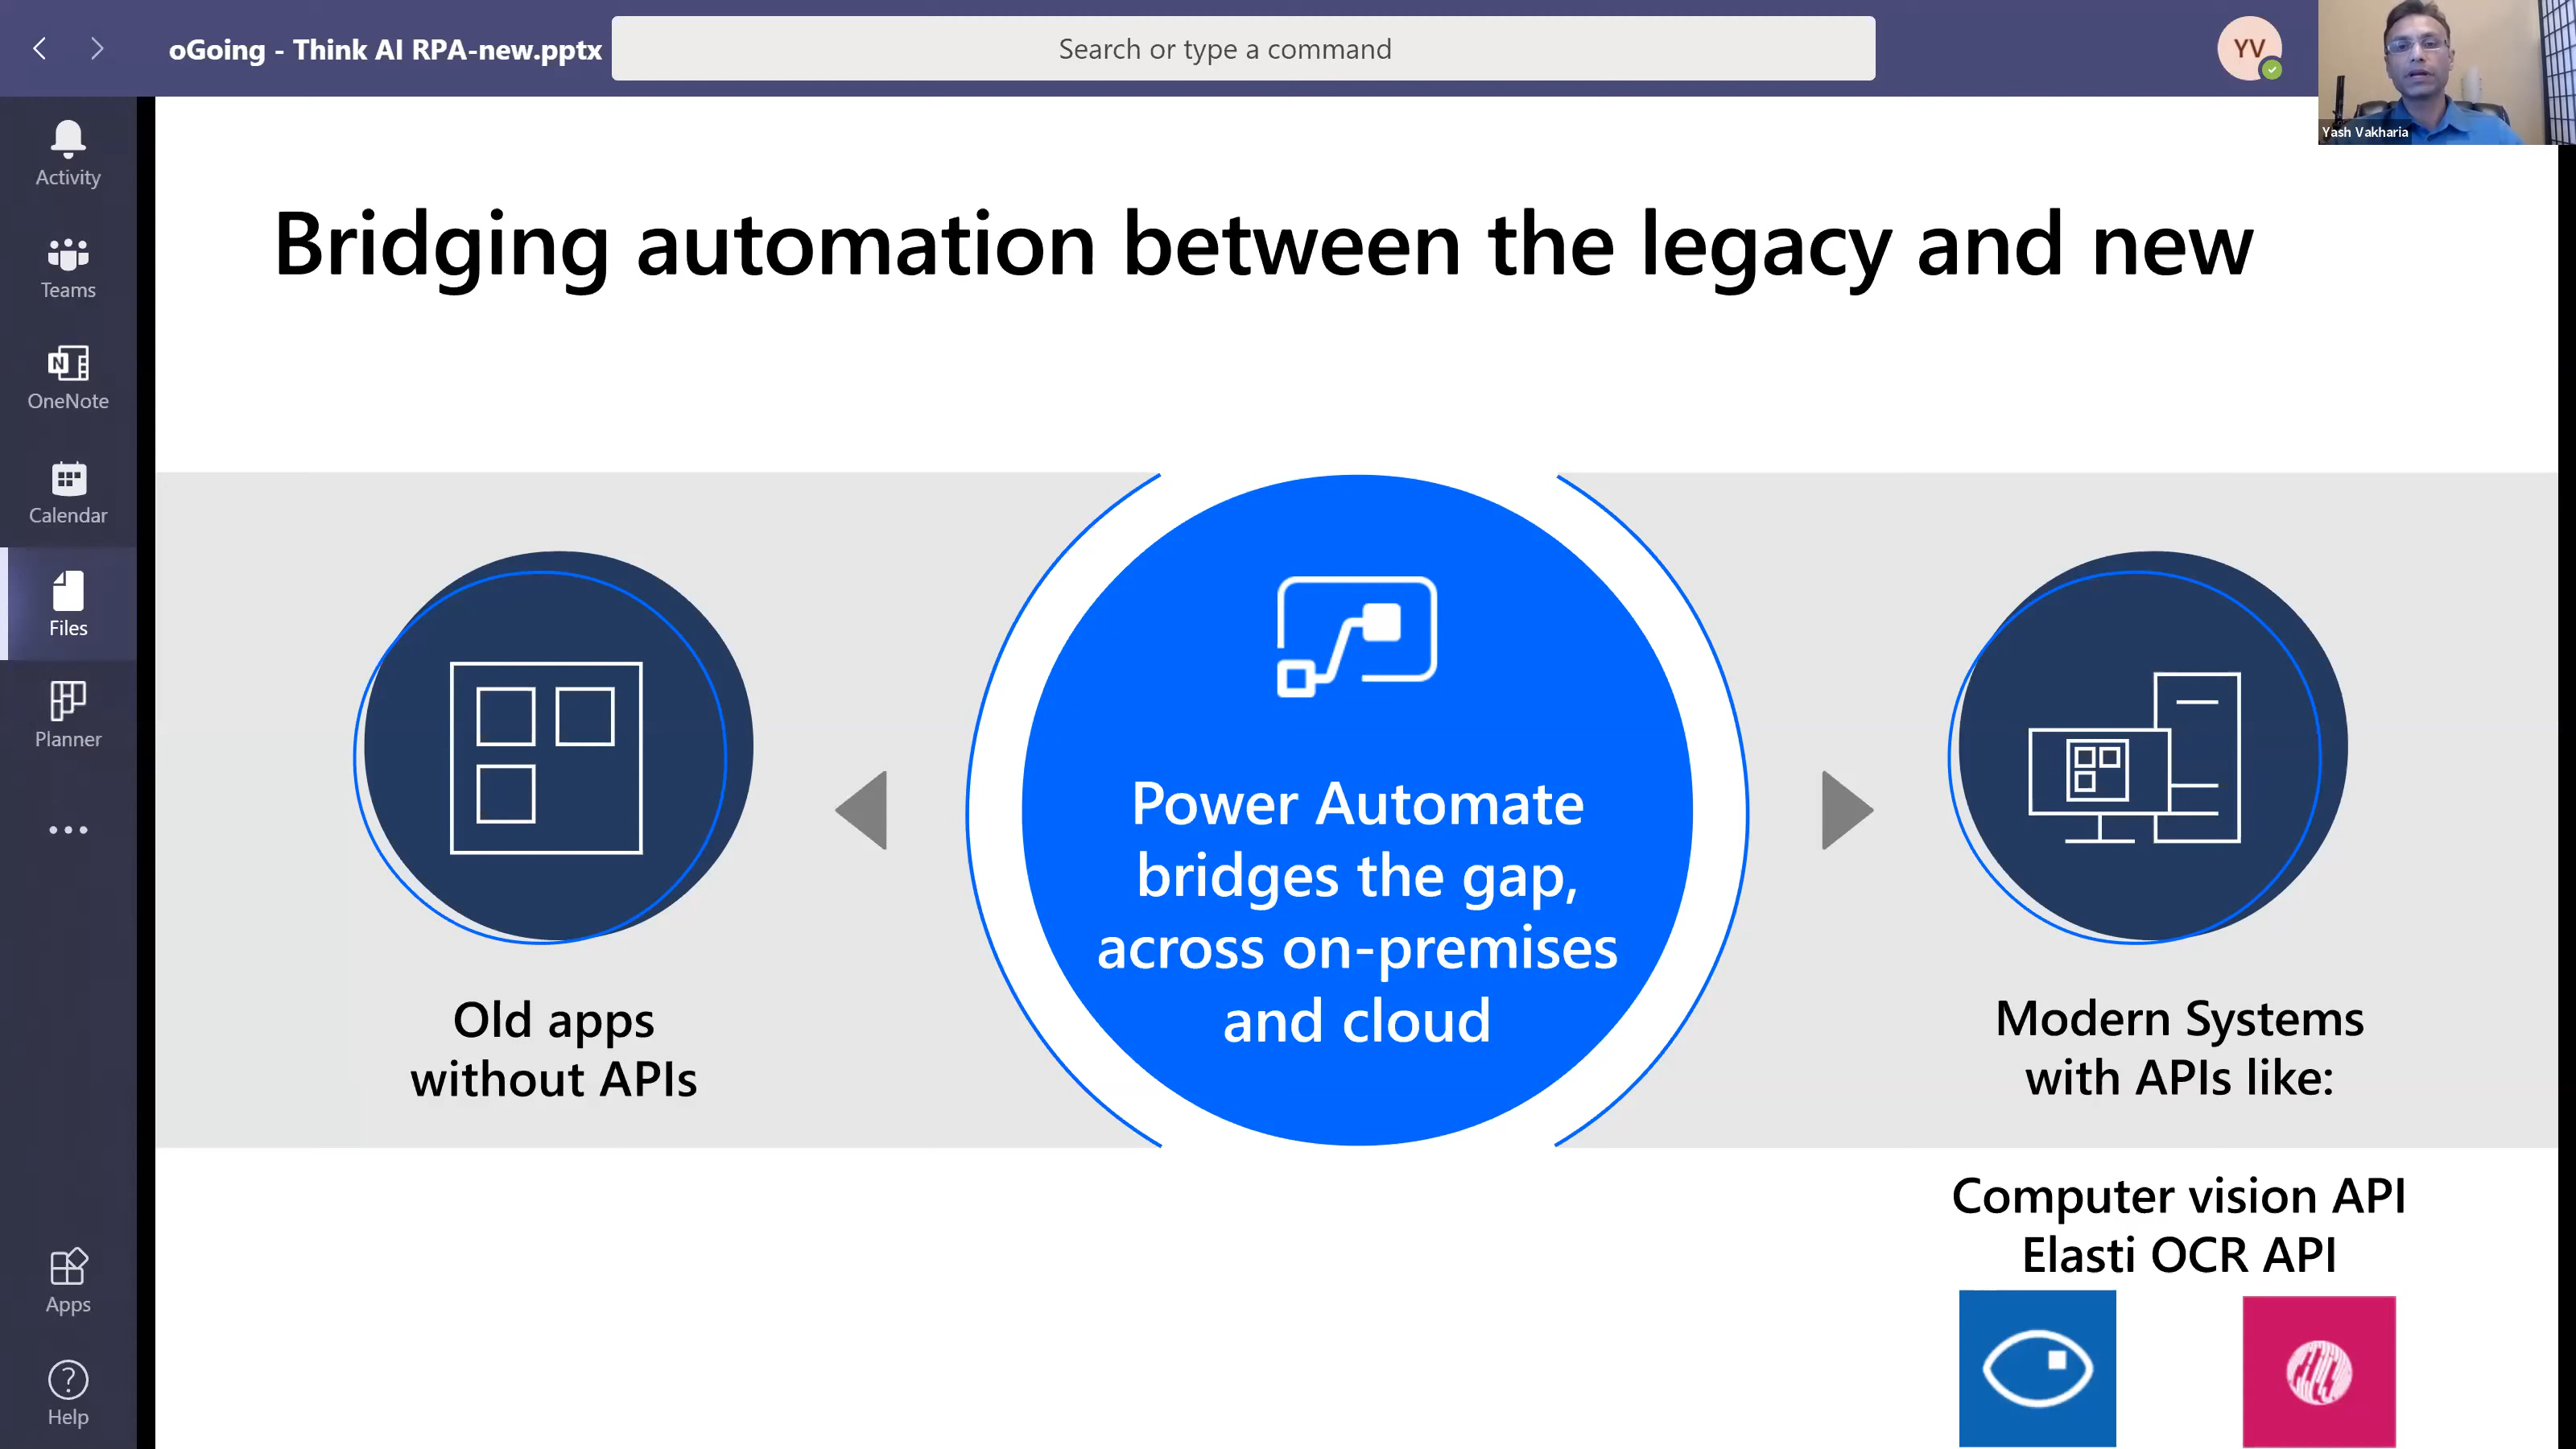 oGoing - Think AI RPA-new.pptx
Search or type a command
YV
Yash Vakharia
Activity
Teams
N
OneNote
Calendar
Files
Planner
Apps
?
Help
Bridging automation between the legacy and new
Old apps
without APIs
Power Automate
bridges the gap,
across on-premises
and cloud
Modern Systems
with APIs like:
Computer vision API
Elasti OCR API